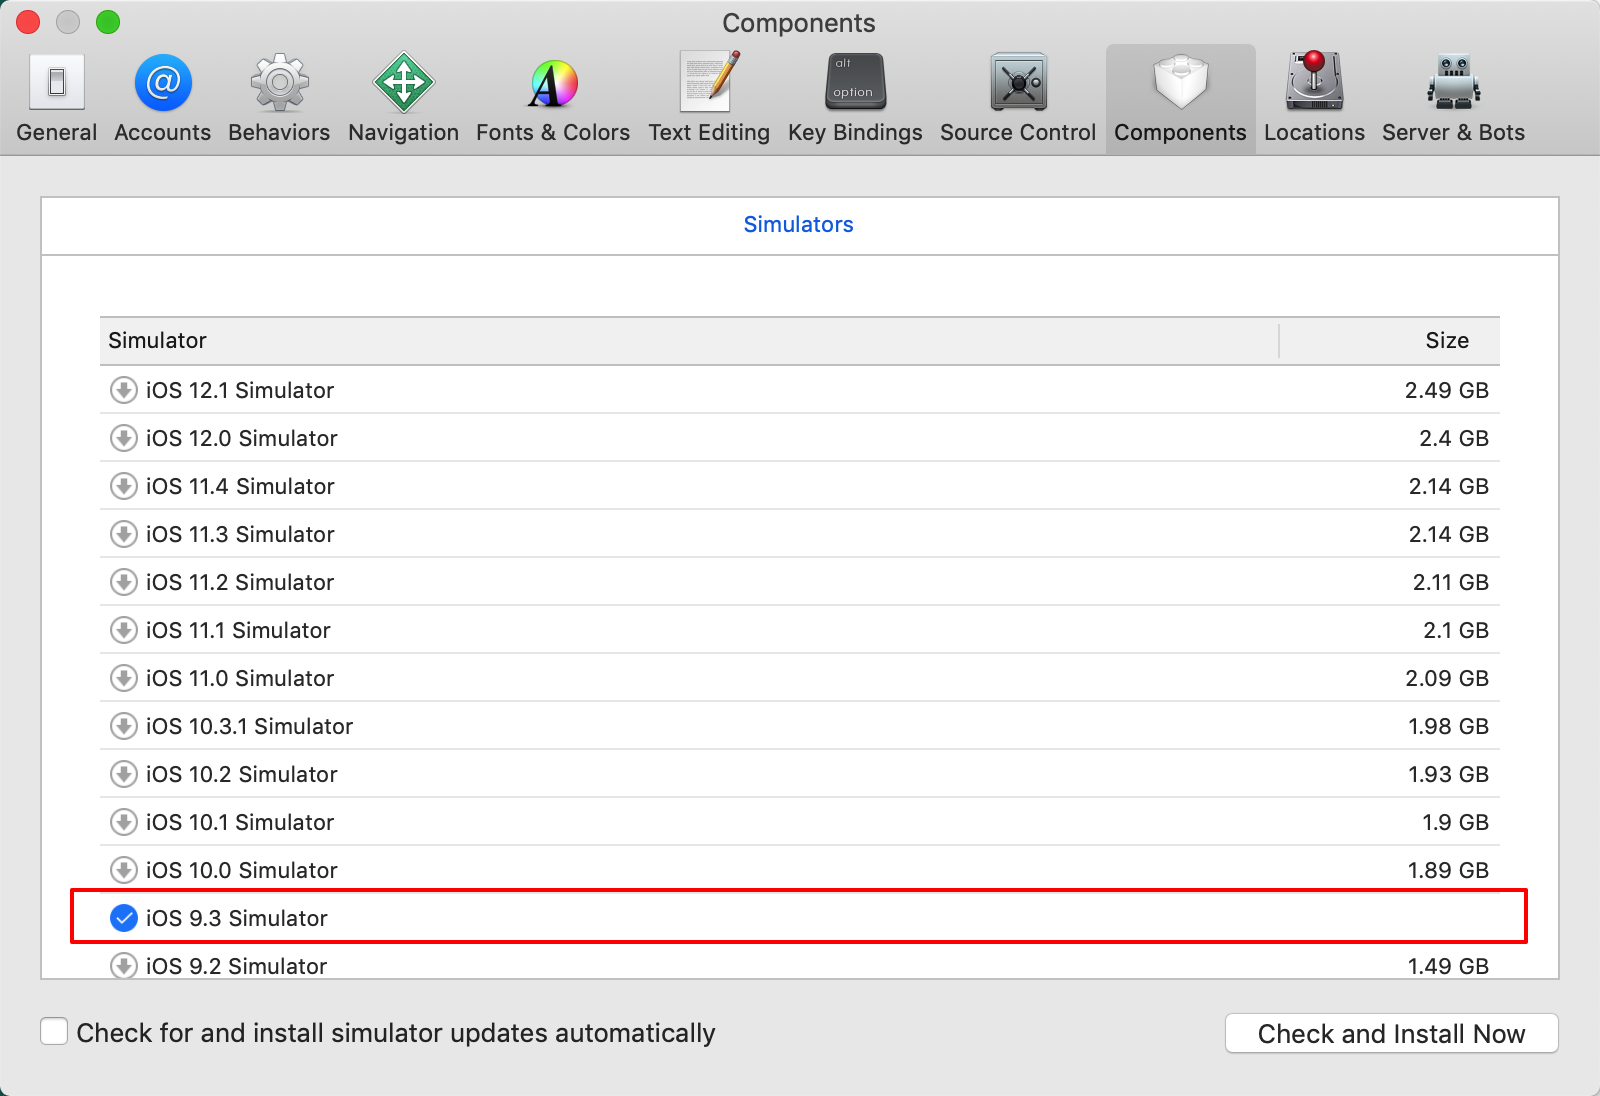 Components
General Accounts Behaviors Navigation Fonts & Colors Text Editing alt option Key Bindings Source Control Components Locations Server & Bots
Simulators
Simulator Size
iOS 12.1 Simulator 2.49 GB
iOS 12.0 Simulator 2.4 GB
iOS 11.4 Simulator 2.14 GB
iOS 11.3 Simulator 2.14 GB
iOS 11.2 Simulator 2.11 GB
iOS 11.1 Simulator 2.1 GB
iOS 11.0 Simulator 2.09 GB
iOS 10.3.1 Simulator 1.98 GB
iOS 10.2 Simulator 1.93 GB
iOS 10.1 Simulator 1.9 GB
iOS 10.0 Simulator 1.89 GB
iOS 9.3 Simulator
iOS 9.2 Simulator 1.49 GB
Check for and install simulator updates automatically Check and Install Now